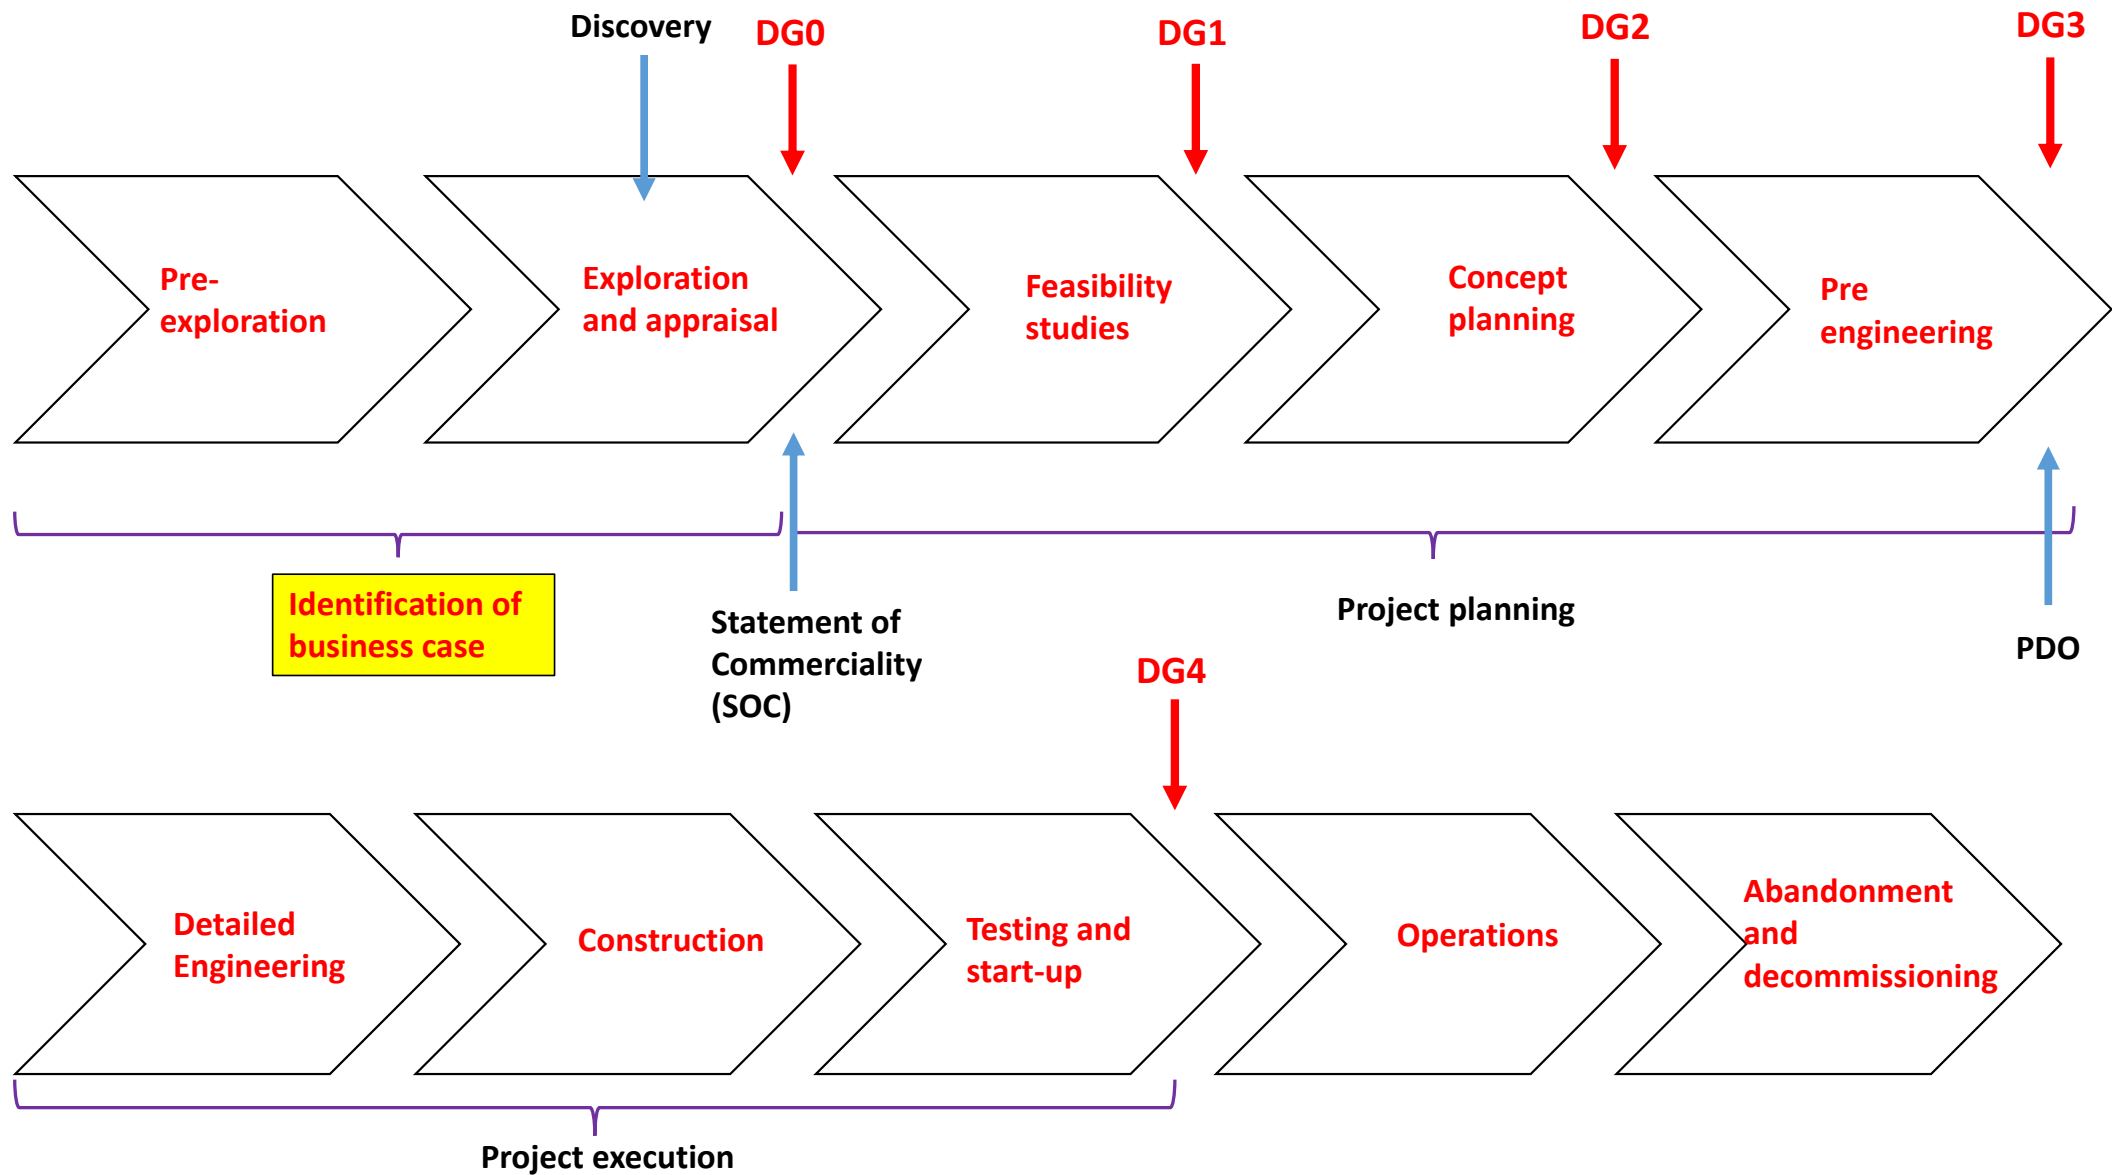 Discovery
DG0
DG1
DG2
DG3
Pre-
exploration
Exploration
and appraisal
Feasibility
studies
Concept
planning
Pre
engineering
Identification of
business case
Statement of
Commerciality
(SOC)
Project planning
PDO
DG4
Detailed
Engineering
Construction
Testing and
start-up
Operations
Abandonment
and
decommissioning
Project execution